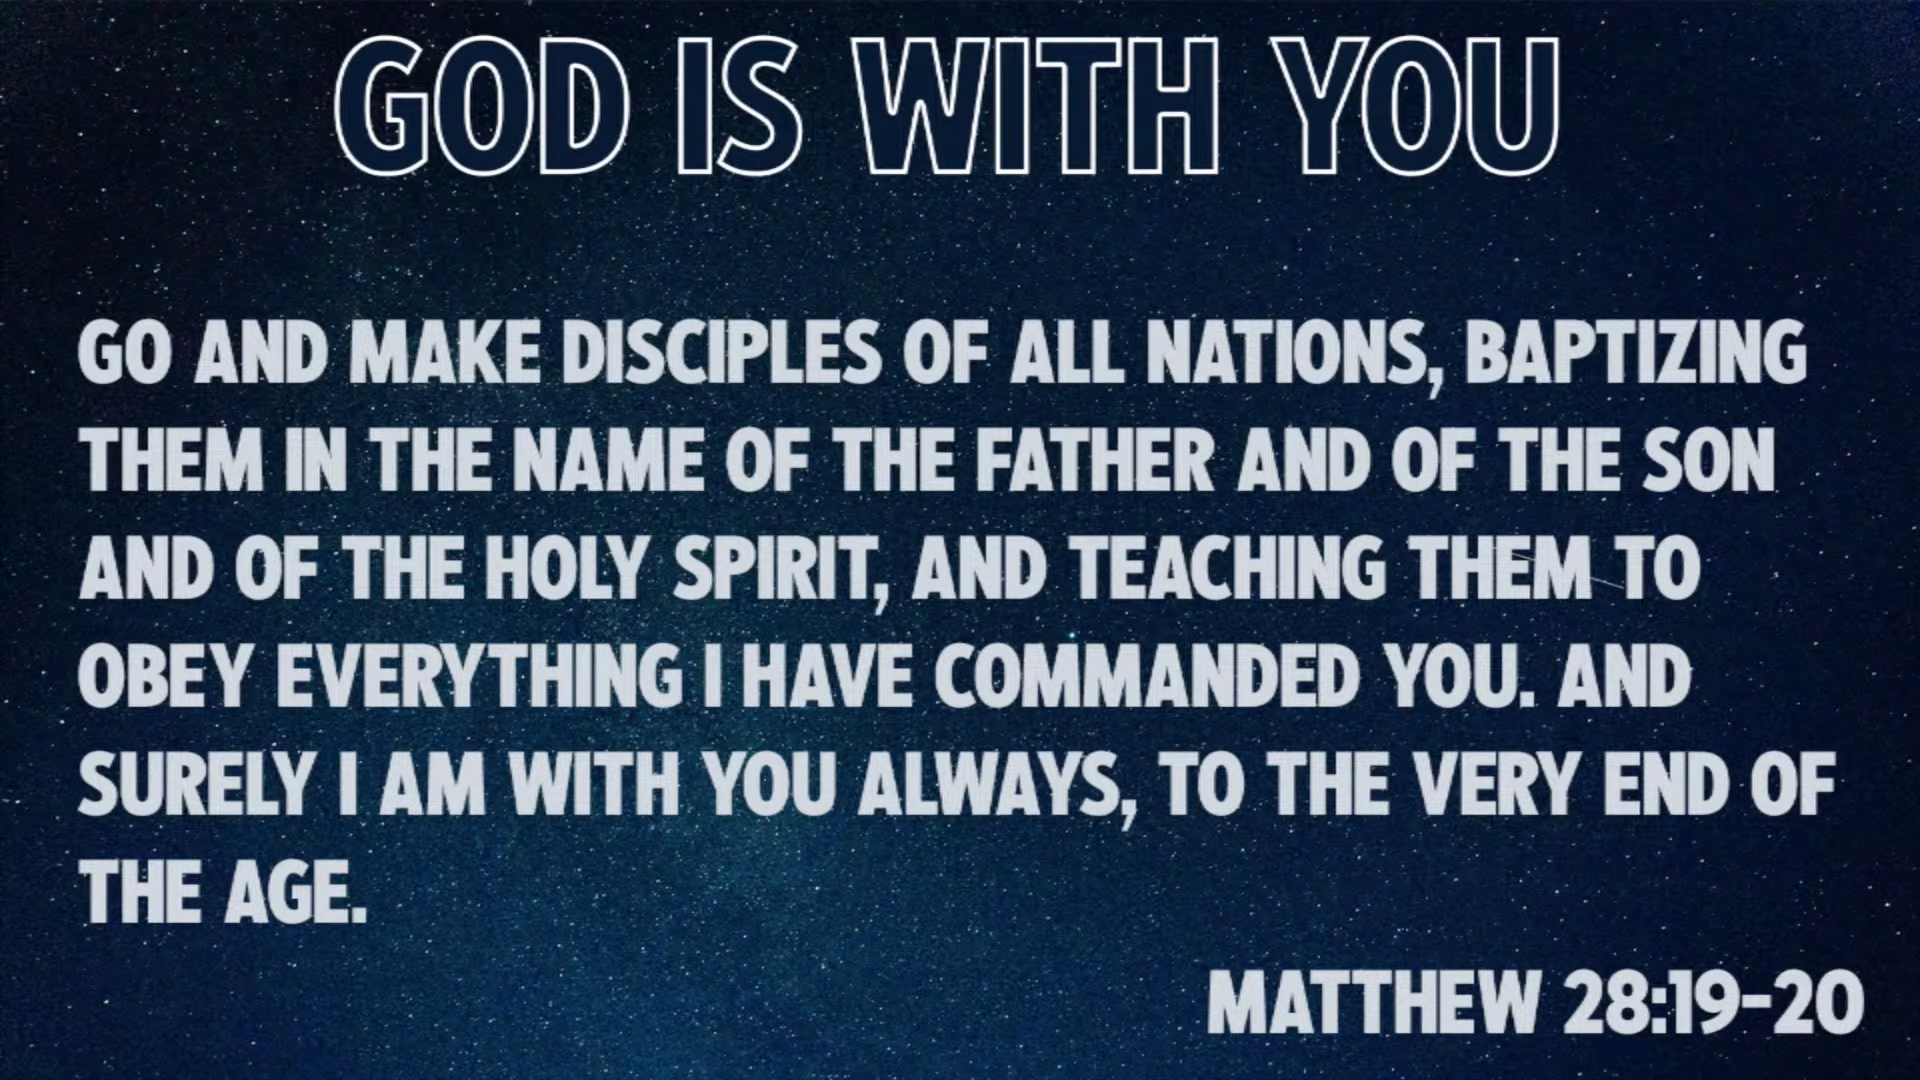 GOD IS WITH YOU
GO AND MAKE DISCIPLES OF ALL NATIONS, BAPTIZING
THEM IN THE NAME OF THE FATHER AND OF THE SON
AND OF THE HOLY SPIRIT, AND TEACHING THEM TO
OBEY EVERYTHING I HAVE COMMANDED YOU. AND
SURELY I AM WITH YOU ALWAYS, TO THE VERY END OF
THE AGE.
MATTHEW 28:19-20